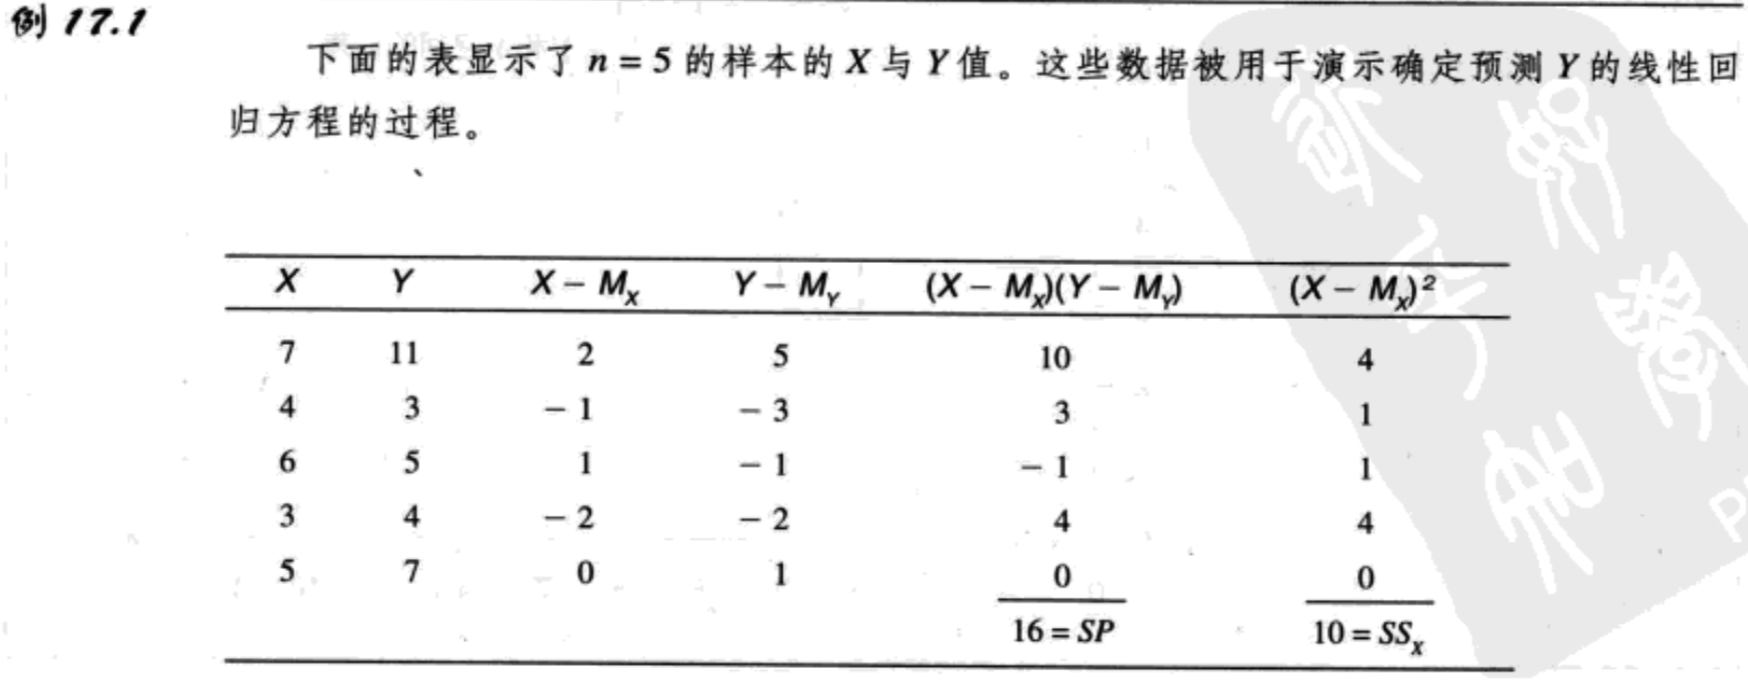 例 17.1
下面的表显示了 n = 5 的样本的 X 与 Y 值。这些数据被用于演示确定预测 Y 的线性回
归方程的过程。
X Y X − M_X Y − M_Y (X − M_X)(Y − M_Y) (X − M_X)²
7 11 2 5 10 4
4 3 − 1 − 3 3 1
6 5 1 − 1 − 1 1
3 4 − 2 − 2 4 4
5 7 0 1 0 0
16 = SP 10 = SS_X